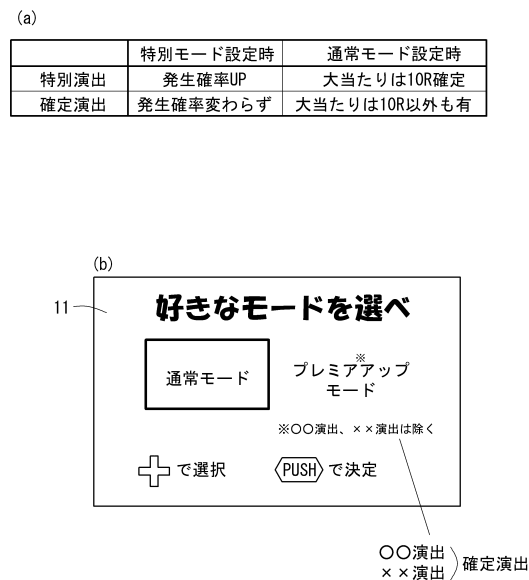 (a)
特別モード設定時 通常モード設定時
特別演出 発生確率UP 大当たりは10R確定
確定演出 発生確率変わらず 大当たりは10R以外も有
(b)
11
好きなモードを選べ
通常モード
※
プレミアアップ
モード
※〇〇演出、××演出は除く
で選択 PUSH で決定
〇〇演出
××演出
確定演出